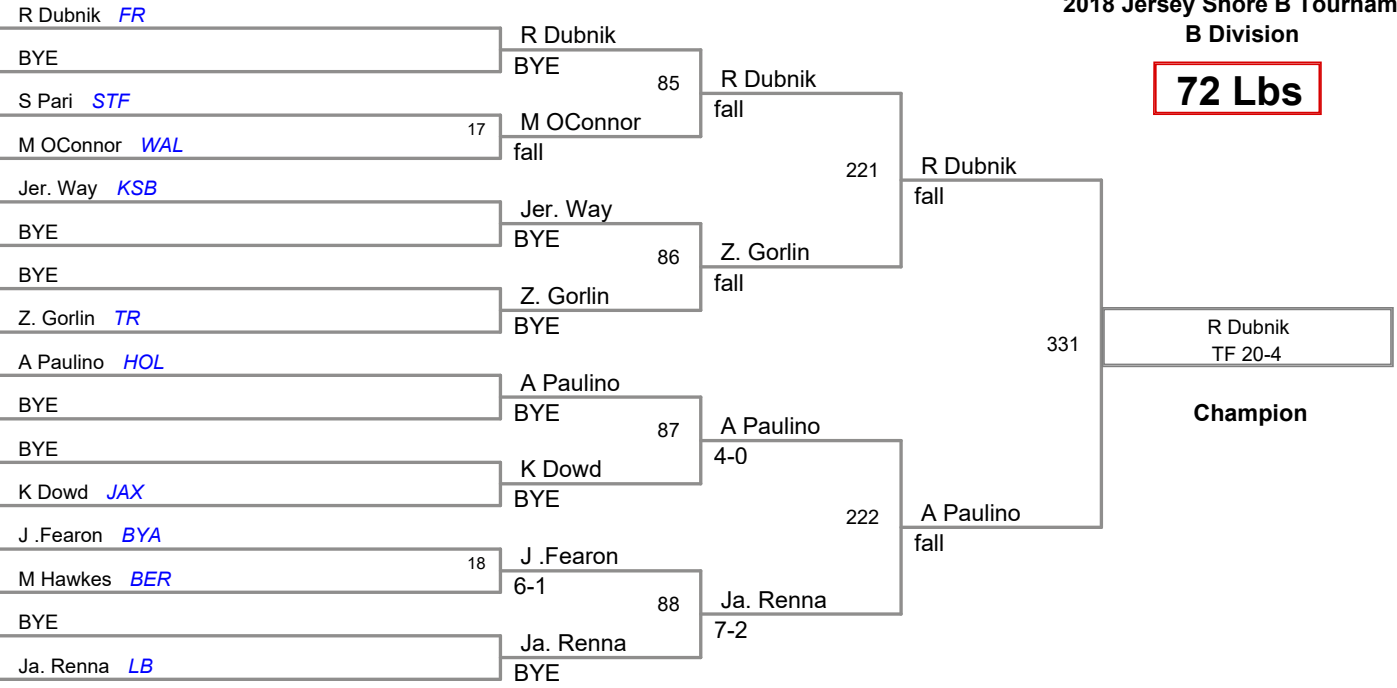 2018 Jersey Shore B Tournam
B Division
72 Lbs
R Dubnik FR
BYE
S Pari STF
M OConnor WAL
Jer. Way KSB
BYE
BYE
Z. Gorlin TR
A Paulino HOL
BYE
BYE
K Dowd JAX
J .Fearon BYA
M Hawkes BER
BYE
Ja. Renna LB
17
18
R Dubnik
BYE
M OConnor
fall
Jer. Way
BYE
Z. Gorlin
BYE
A Paulino
BYE
K Dowd
BYE
J .Fearon
6-1
Ja. Renna
BYE
85
86
87
88
R Dubnik
fall
Z. Gorlin
fall
A Paulino
4-0
Ja. Renna
7-2
221
222
R Dubnik
fall
A Paulino
fall
331
R Dubnik
TF 20-4
Champion